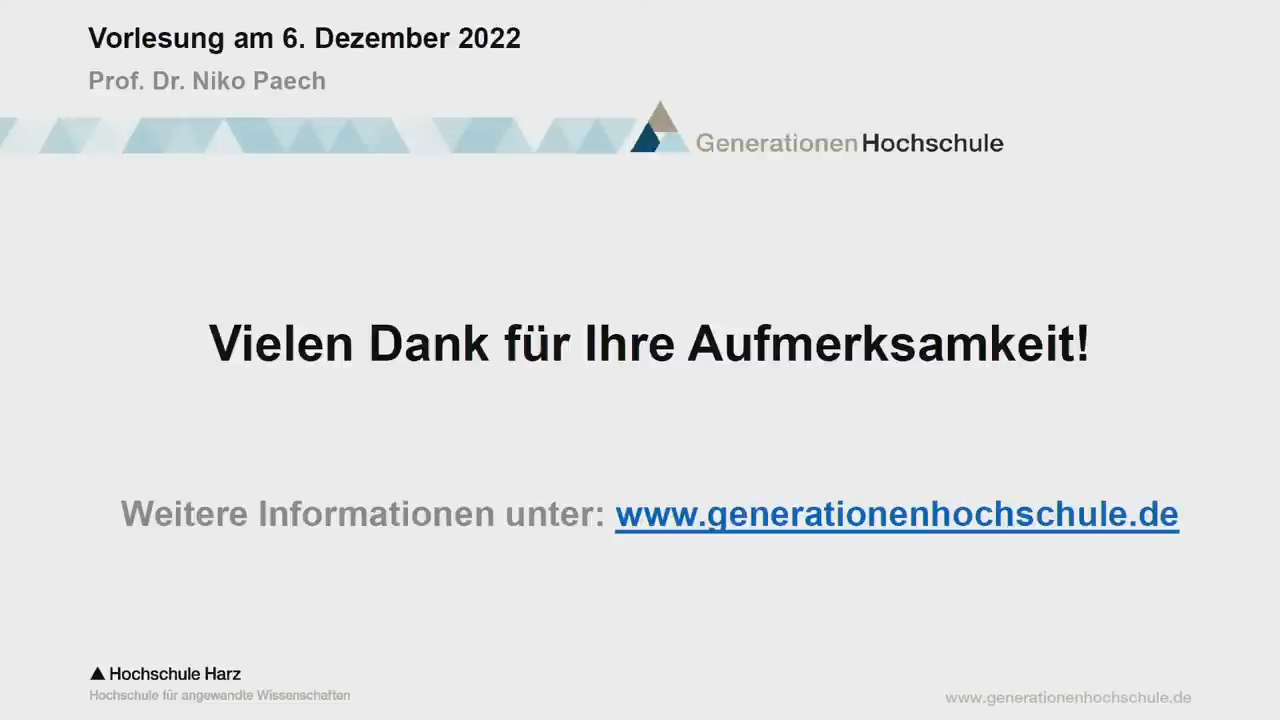 Vorlesung am 6. Dezember 2022
Prof. Dr. Niko Paech
GenerationenHochschule
Vielen Dank für Ihre Aufmerksamkeit!
Weitere Informationen unter: www.generationenhochschule.de
Hochschule Harz
Hochschule für angewandte Wissenschaften
www.generationenhochschule.de